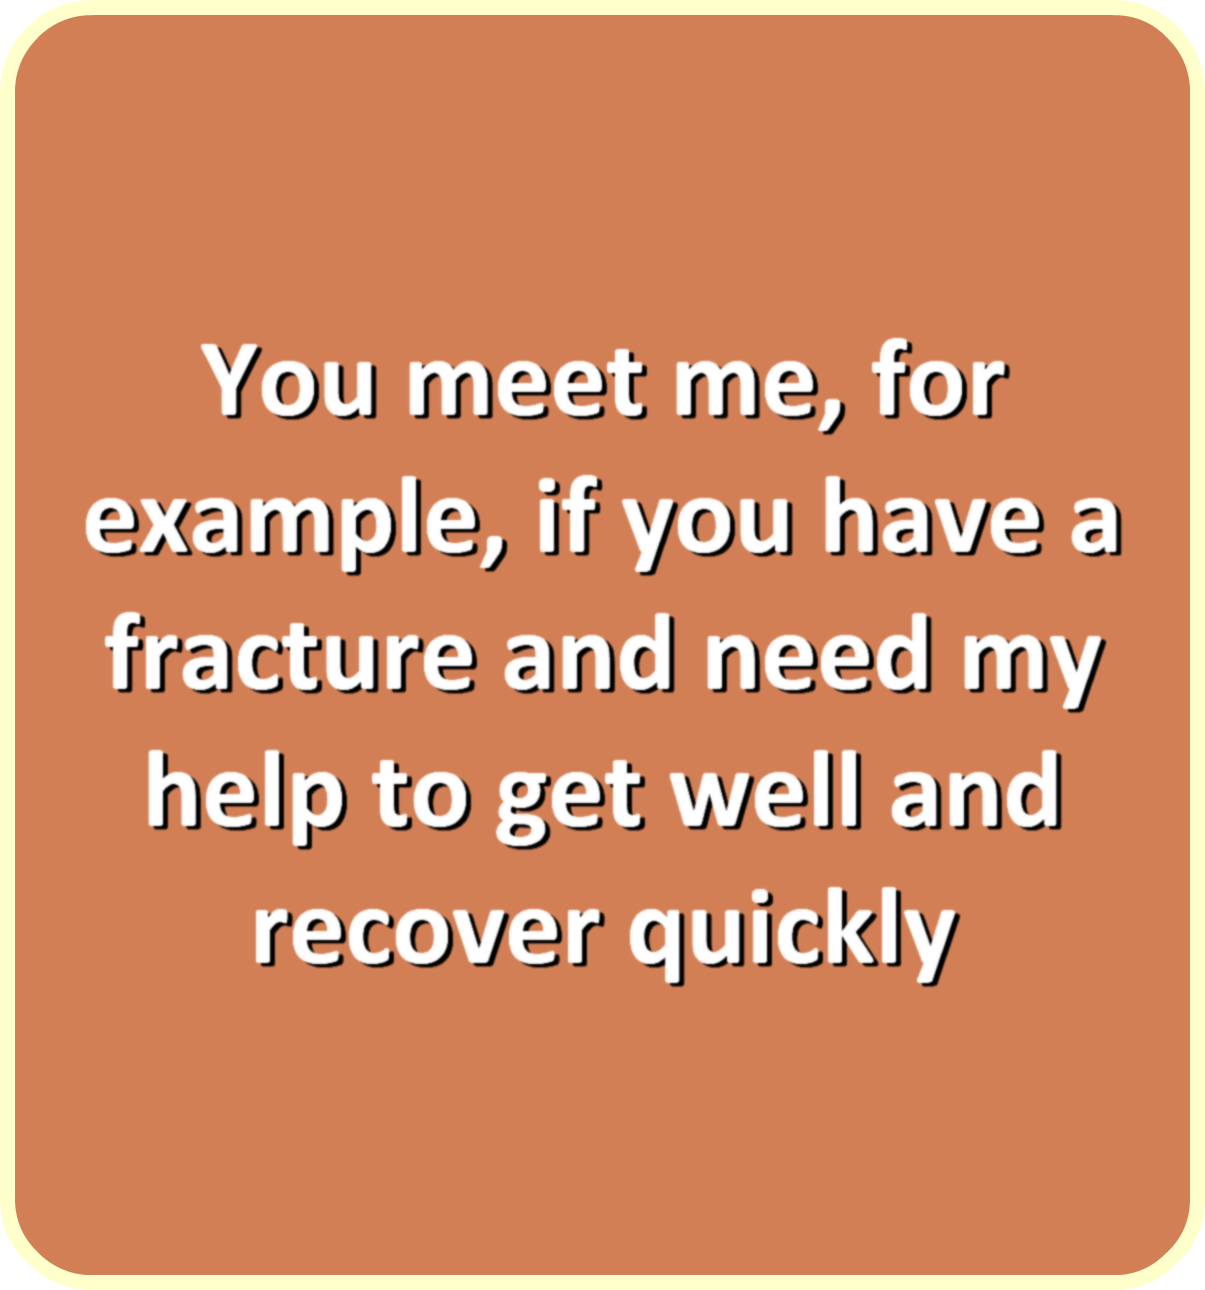 You meet me, for
example, if you have a
fracture and need my
help to get well and
recover quickly